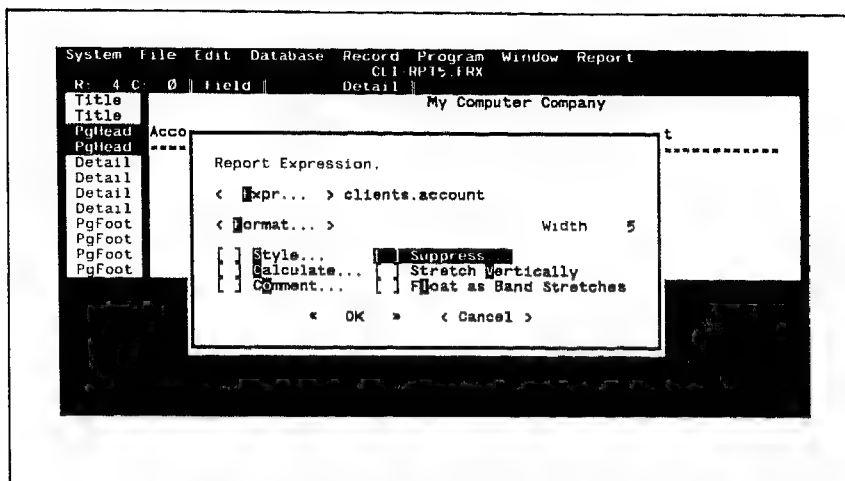 System File Edit Database Record Program Window Report
CLI-RPT5.FRX
R: 4 C: 0 Field Detail
Title My Computer Company
Title
PgHead Acco t
PgHead
Detail Report Expression.
Detail
Detail < Expr... > clients.account
Detail
PgFoot < Format... > Width 5
PgFoot
PgFoot [ ] Style... [ ] Suppress...
PgFoot [ ] Calculate... [ ] Stretch Vertically
[ ] Comment... [ ] Float as Band Stretches
« OK » < Cancel >